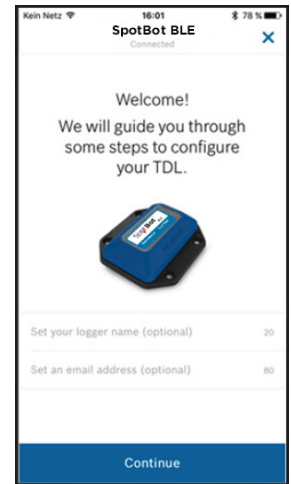 Kein Netz 16:01 78 %
SpotBot BLE
Connected
Welcome!
We will guide you through
some steps to configure
your TDL.
SpotBot
Set your logger name (optional) 20
Set an email address (optional) 80
Continue